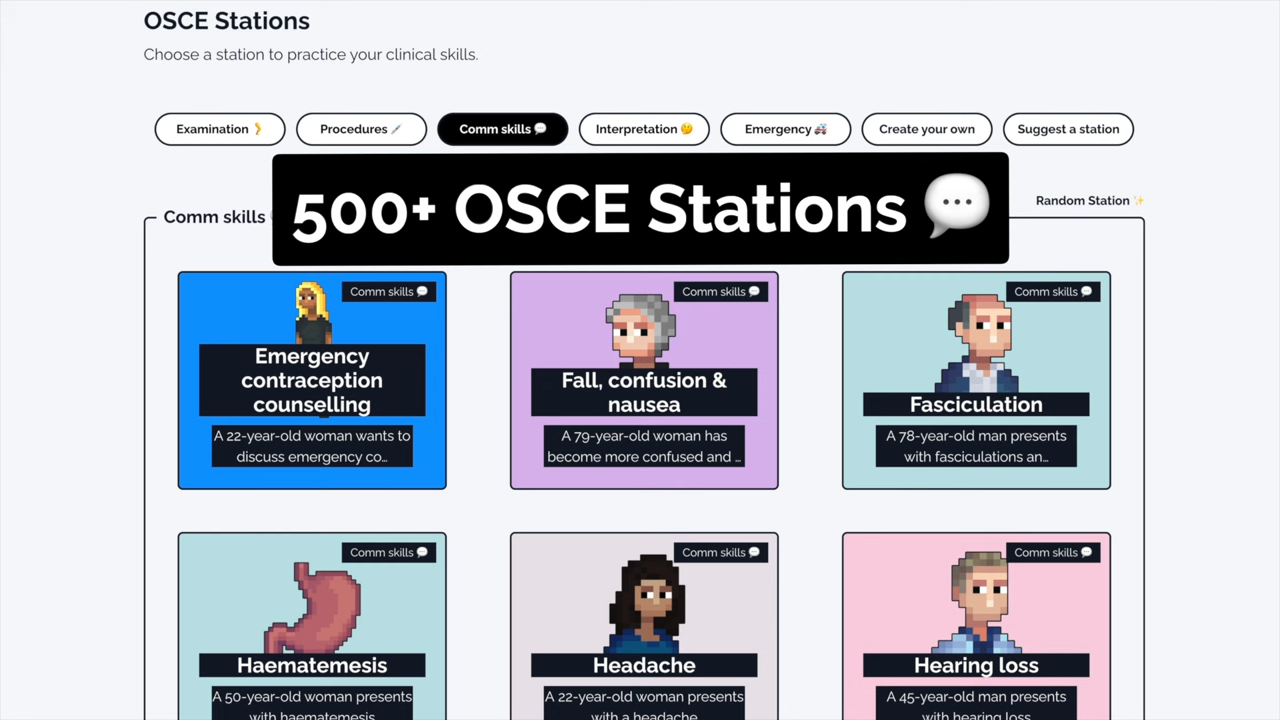 OSCE Stations
Choose a station to practice your clinical skills.
Examination
Procedures
Comm skills
Interpretation
Emergency
Create your own
Suggest a station
500+ OSCE Stations
Comm skills
Random Station
Comm skills
Emergency
contraception
counselling
A 22-year-old woman wants to
discuss emergency co...
Comm skills
Fall, confusion &
nausea
A 79-year-old woman has
become more confused and ...
Comm skills
Fasciculation
A 78-year-old man presents
with fasciculations an...
Comm skills
Haematemesis
A 50-year-old woman presents
with haematemesis
Comm skills
Headache
A 22-year-old woman presents
with a headache
Comm skills
Hearing loss
A 45-year-old man presents
with hearing loss